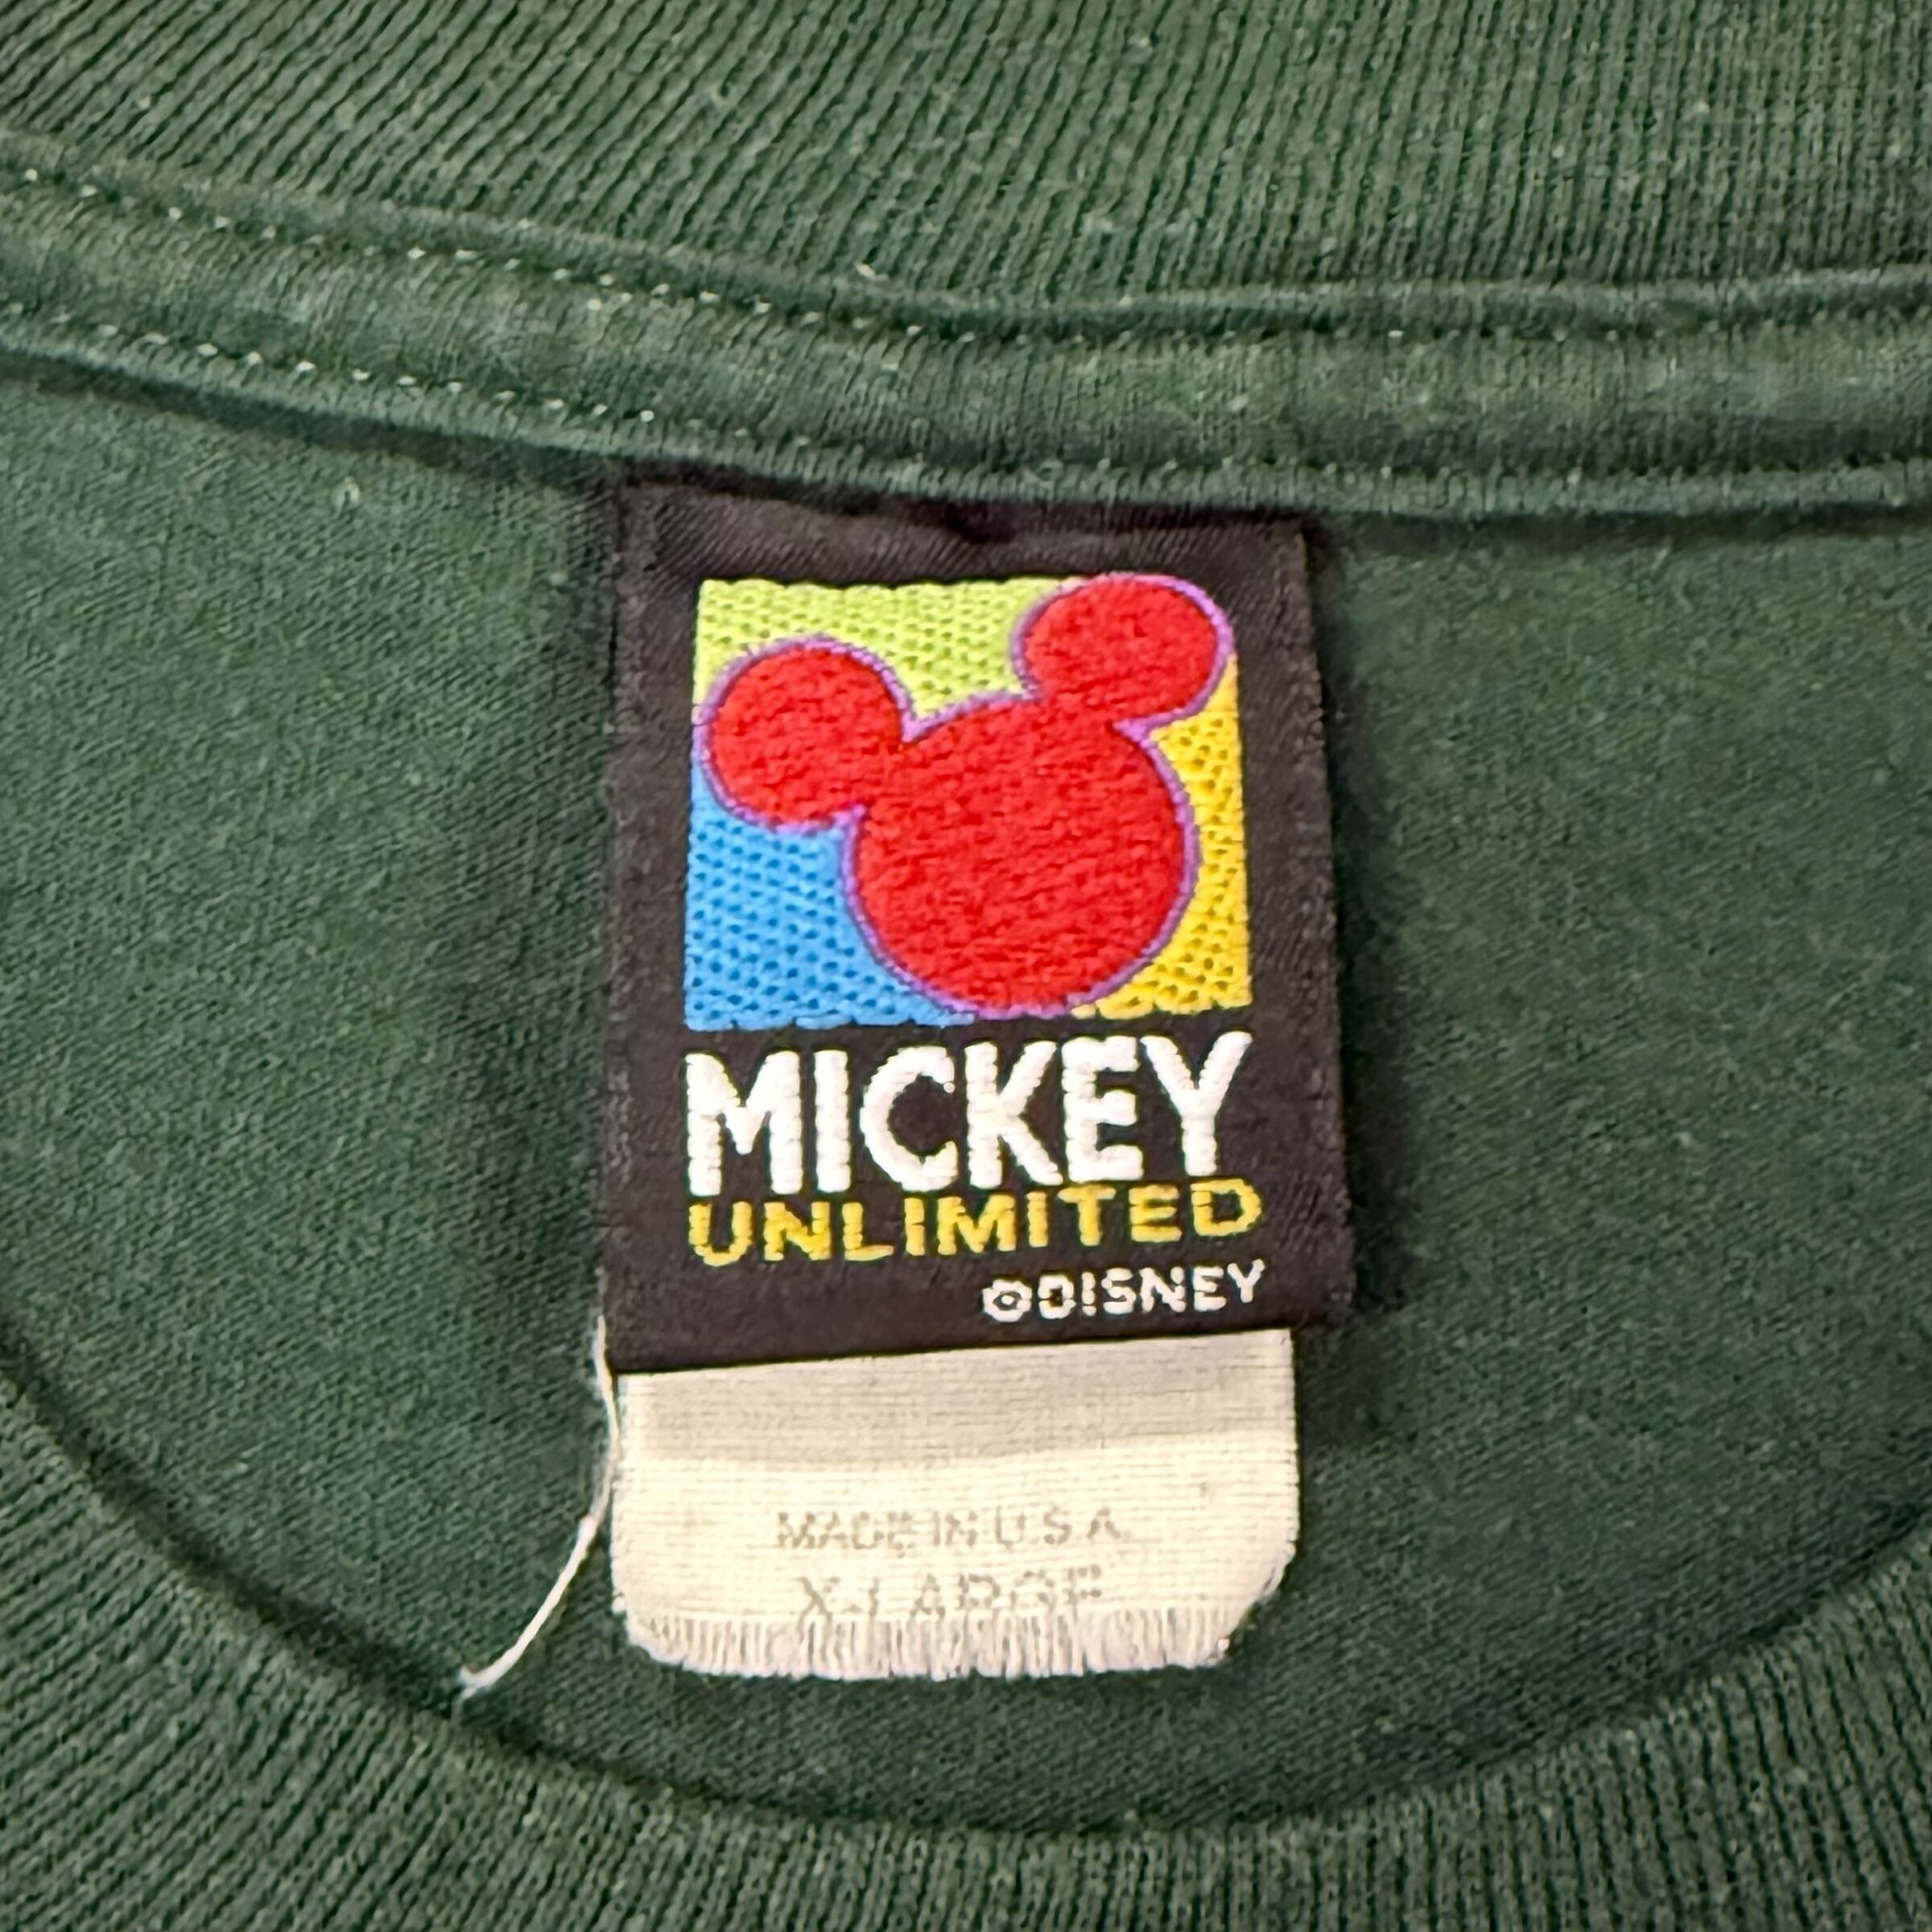 MICKEY
UNLIMITED
©DISNEY
MADE IN U.S.A.
X-LARGE